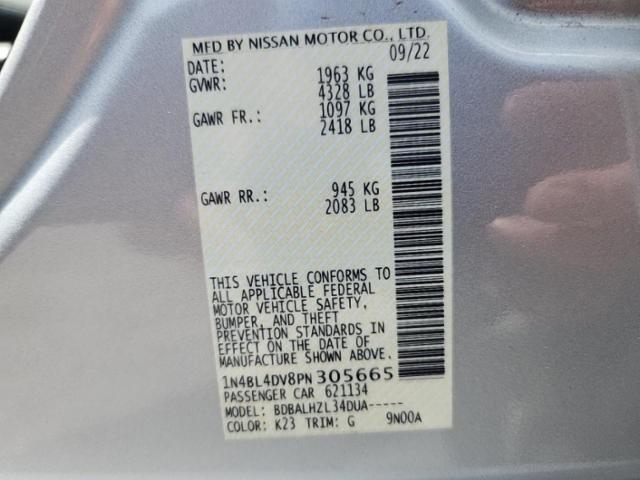 MFD BY NISSAN MOTOR CO., LTD.
DATE: 09/22
GVWR: 1963 KG
4328 LB
GAWR FR.: 1097 KG
2418 LB
GAWR RR.: 945 KG
2083 LB
THIS VEHICLE CONFORMS TO
ALL APPLICABLE FEDERAL
MOTOR VEHICLE SAFETY,
BUMPER, AND THEFT
PREVENTION STANDARDS IN
EFFECT ON THE DATE OF
MANUFACTURE SHOWN ABOVE.
1N4BL4DV8PN305665
PASSENGER CAR 621134
MODEL: BDBALHZL34DUA-----
COLOR: K23 TRIM: G 9N00A